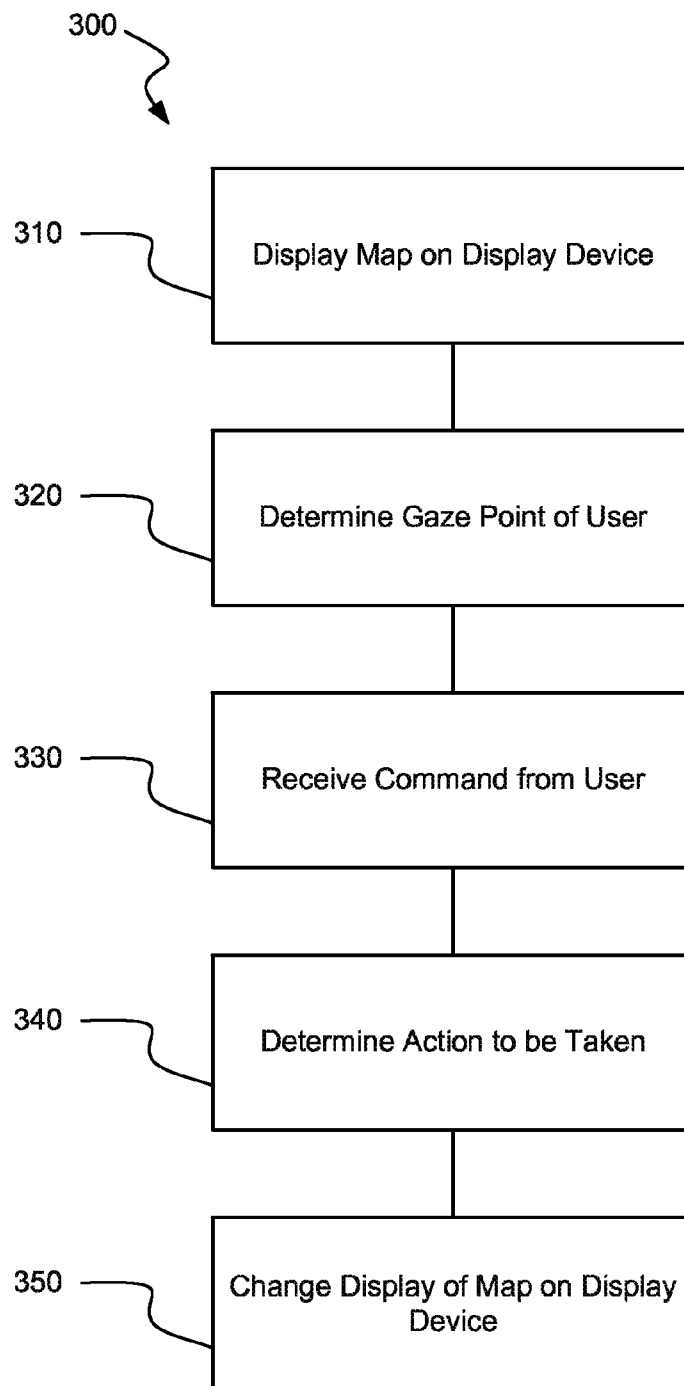 300
310
Display Map on Display Device
320
Determine Gaze Point of User
330
Receive Command from User
340
Determine Action to be Taken
350
Change Display of Map on Display
Device